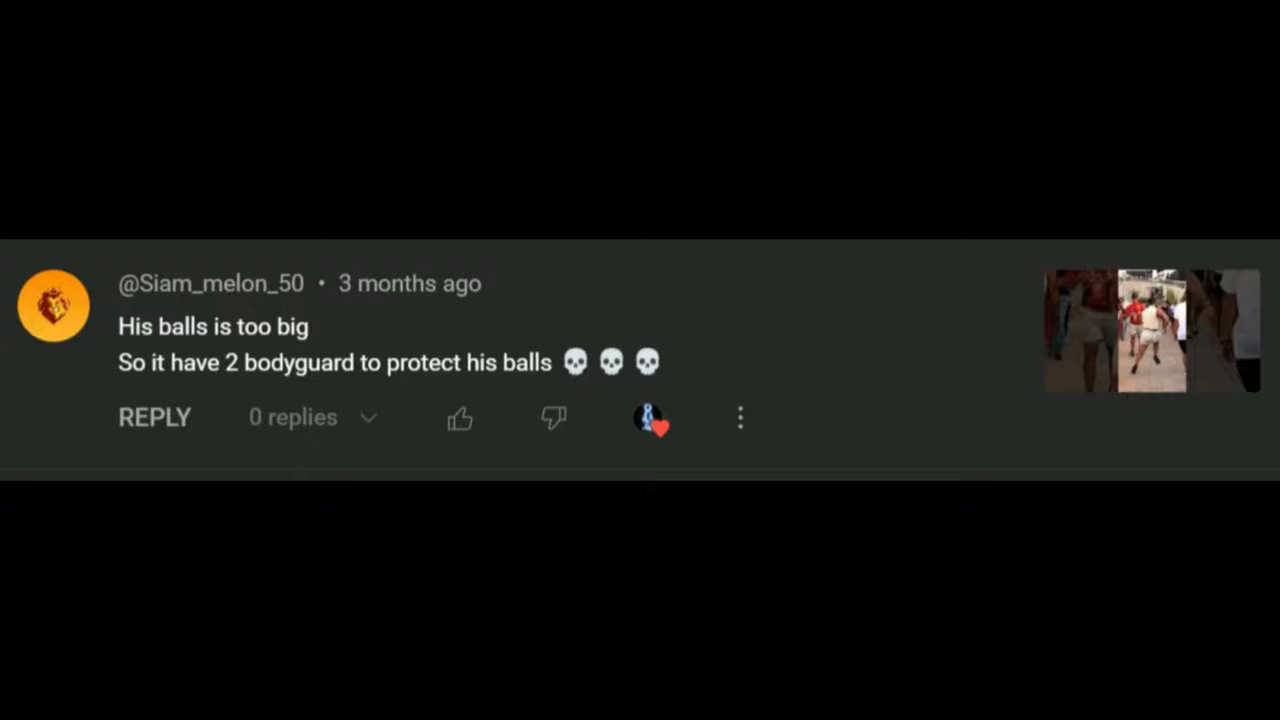 @Siam_melon_50 • 3 months ago
His balls is too big
So it have 2 bodyguard to protect his balls 💀 💀 💀
REPLY 0 replies